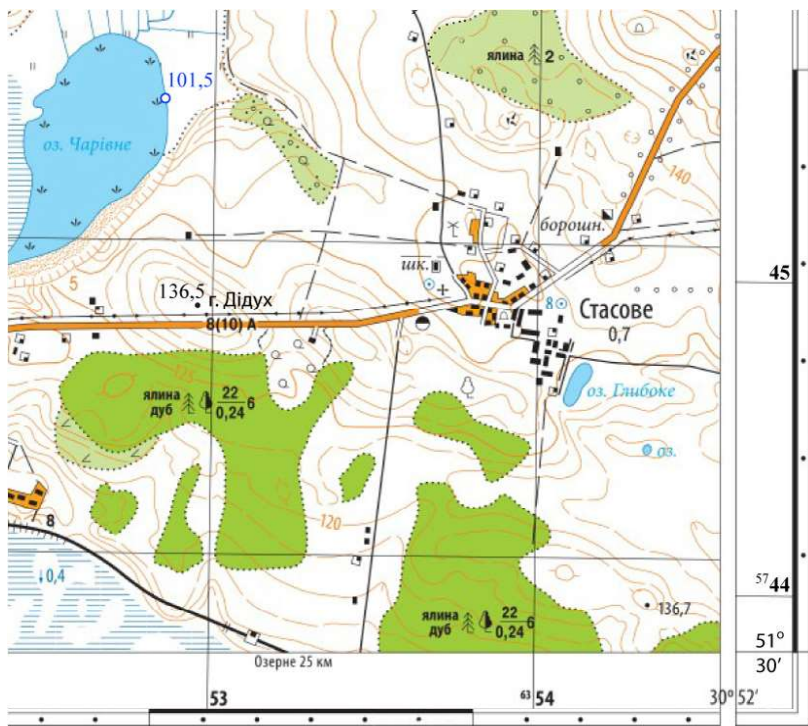 ялина 2
101,5
оз. Чарівне
140
борошн.
шк.
5
136,5 г. Дідух
8
Стасове
0,7
45
8(10) А
125
ялина
дуб
22
0,24
6
оз. Глибоке
оз.
120
8
0,4
57 44
136,7
ялина
дуб
22
0,24
6
51°
30′
Озерне 25 км
53
63 54
30° 52′